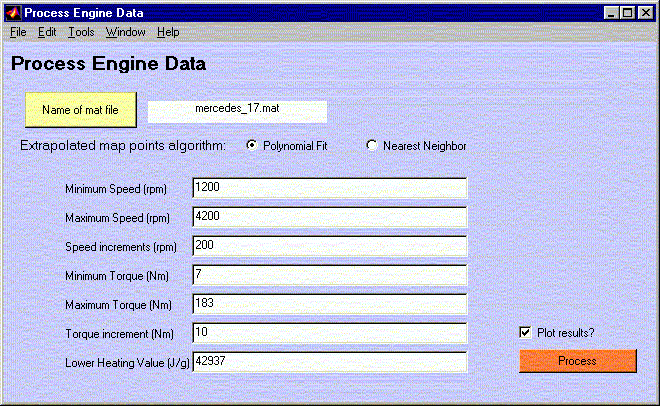 Process Engine Data
File Edit Tools Window Help
Process Engine Data
Name of mat file mercedes_17.mat
Extrapolated map points algorithm: Polynomial Fit Nearest Neighbor
Minimum Speed (rpm) 1200
Maximum Speed (rpm) 4200
Speed increments (rpm) 200
Minimum Torque (Nm) 7
Maximum Torque (Nm) 183
Torque increment (Nm) 10 Plot results?
Lower Heating Value (J/g) 42937 Process